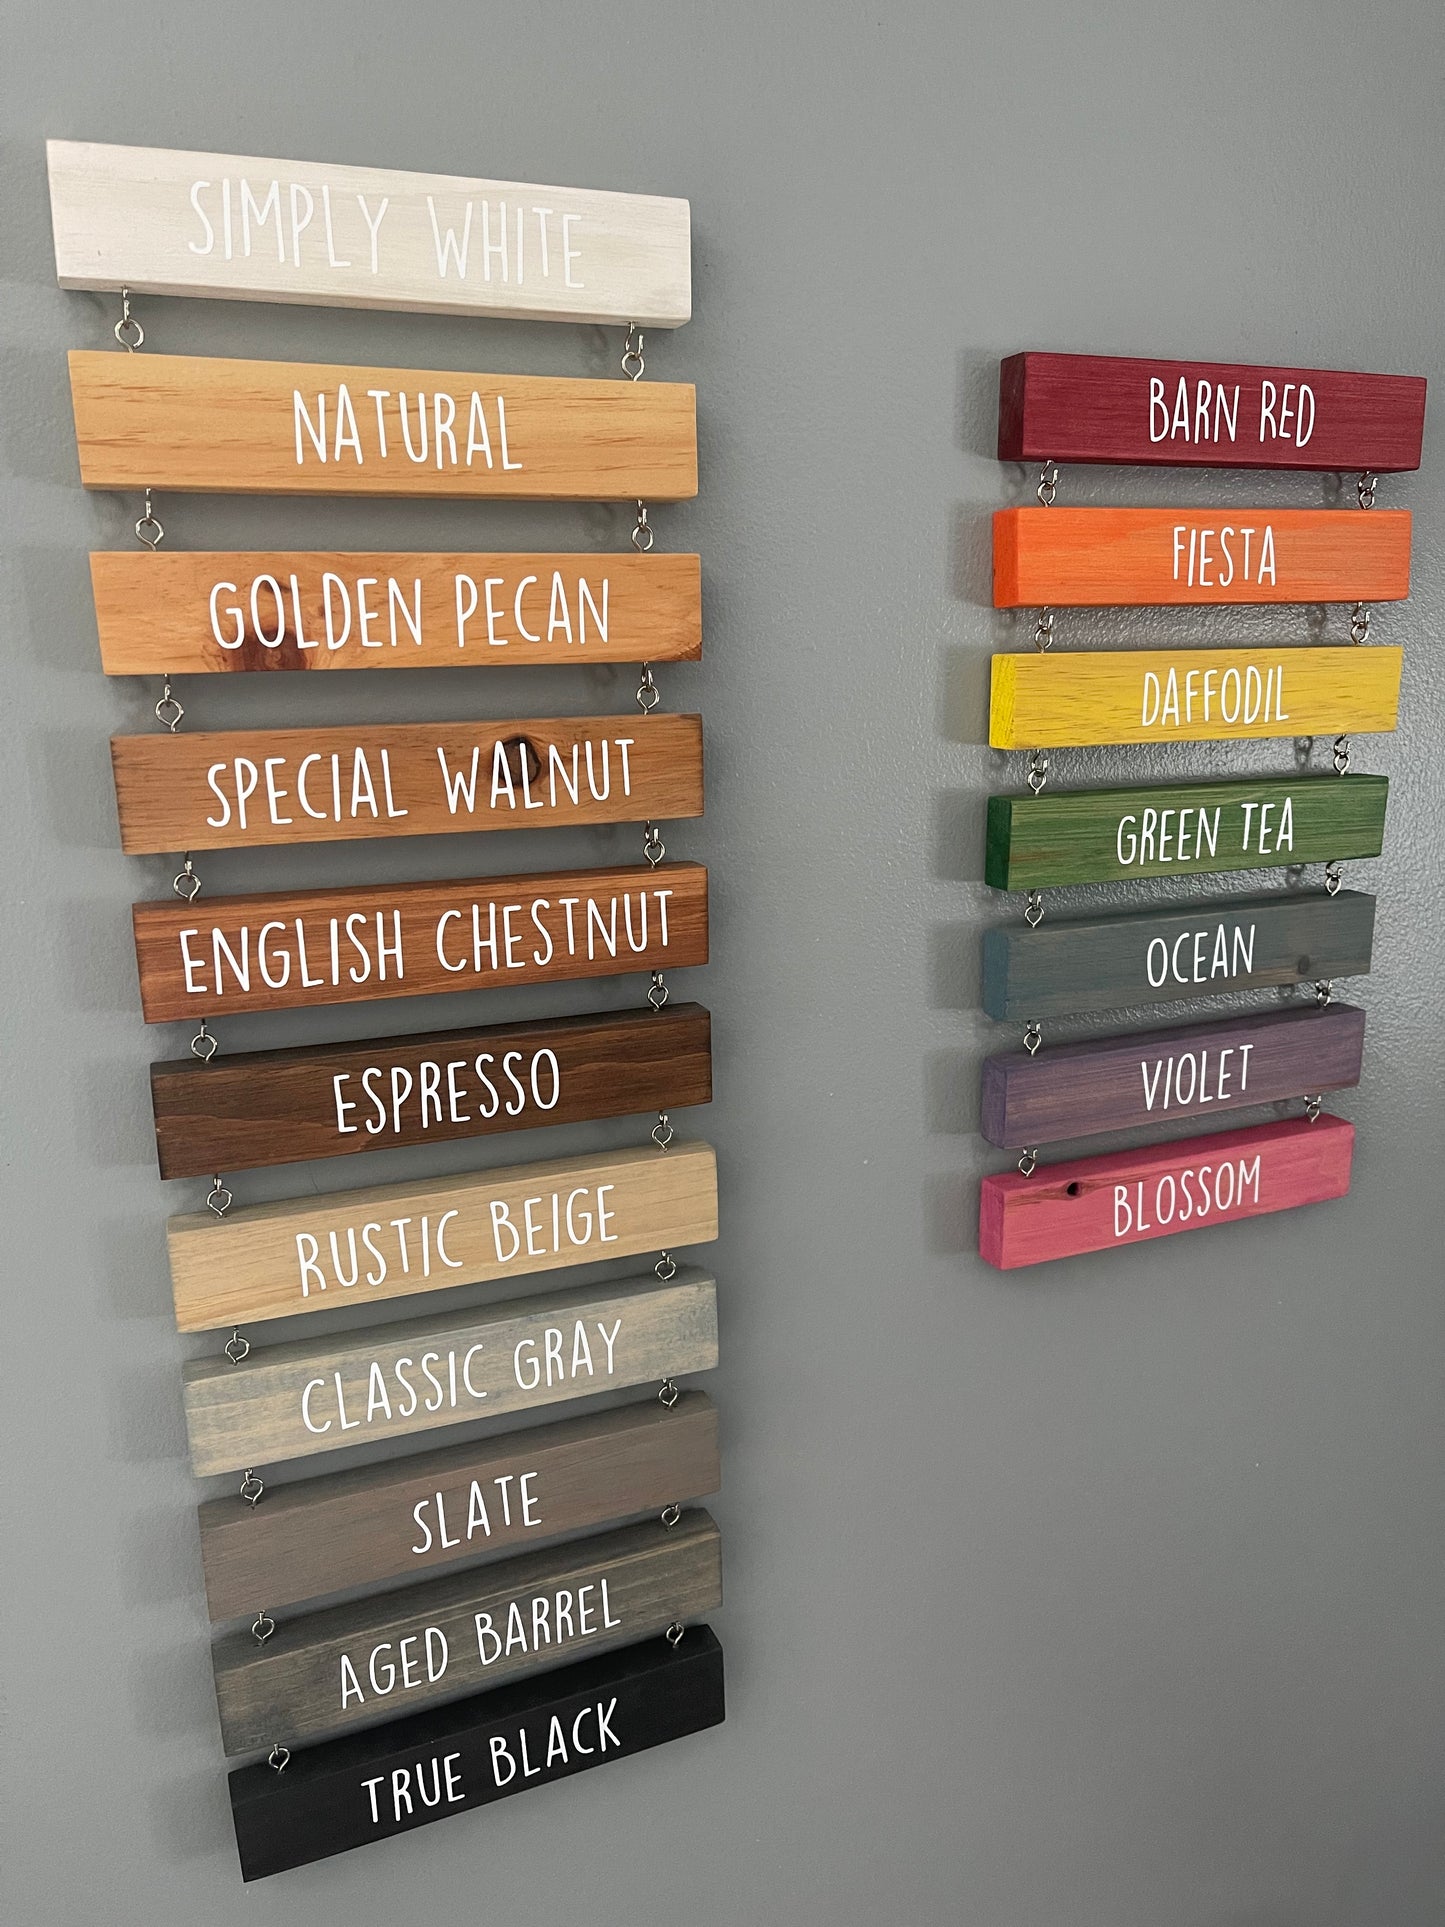 SIMPLY WHITE
NATURAL
GOLDEN PECAN
SPECIAL WALNUT
ENGLISH CHESTNUT
ESPRESSO
RUSTIC BEIGE
CLASSIC GRAY
SLATE
AGED BARREL
TRUE BLACK
BARN RED
FIESTA
DAFFODIL
GREEN TEA
OCEAN
VIOLET
BLOSSOM